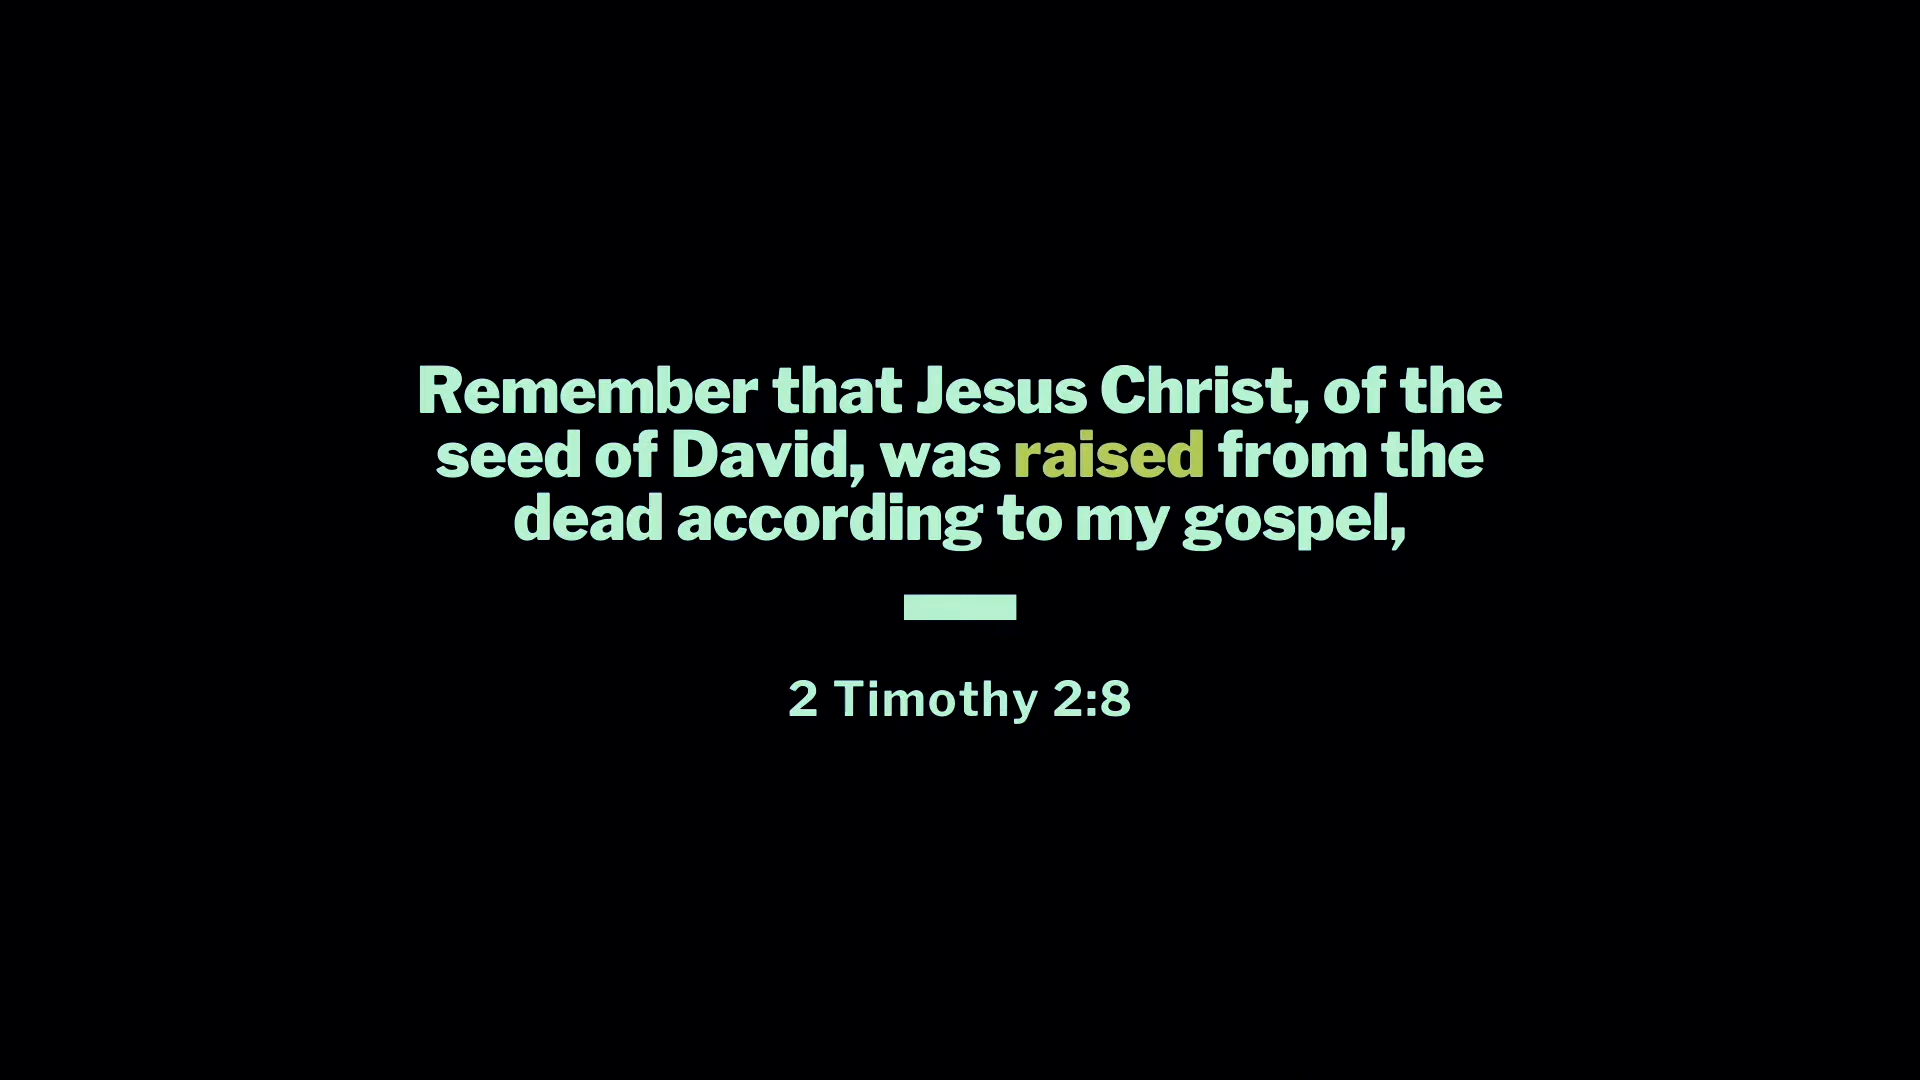 Remember that Jesus Christ, of the
seed of David, was raised from the
dead according to my gospel,
2 Timothy 2:8